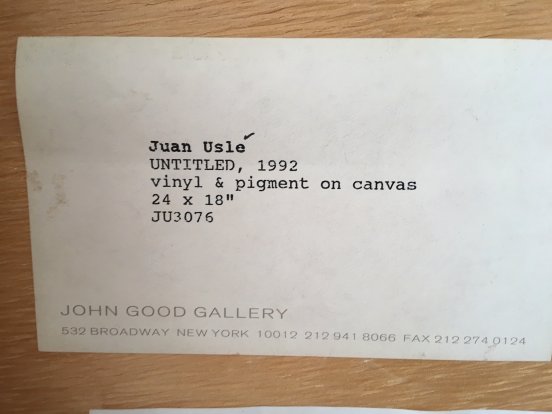 Juan Uslé
UNTITLED, 1992
vinyl & pigment on canvas
24 x 18"
JU3076
JOHN GOOD GALLERY
532 BROADWAY NEW YORK 10012 212 941 8066 FAX 212 274 0124